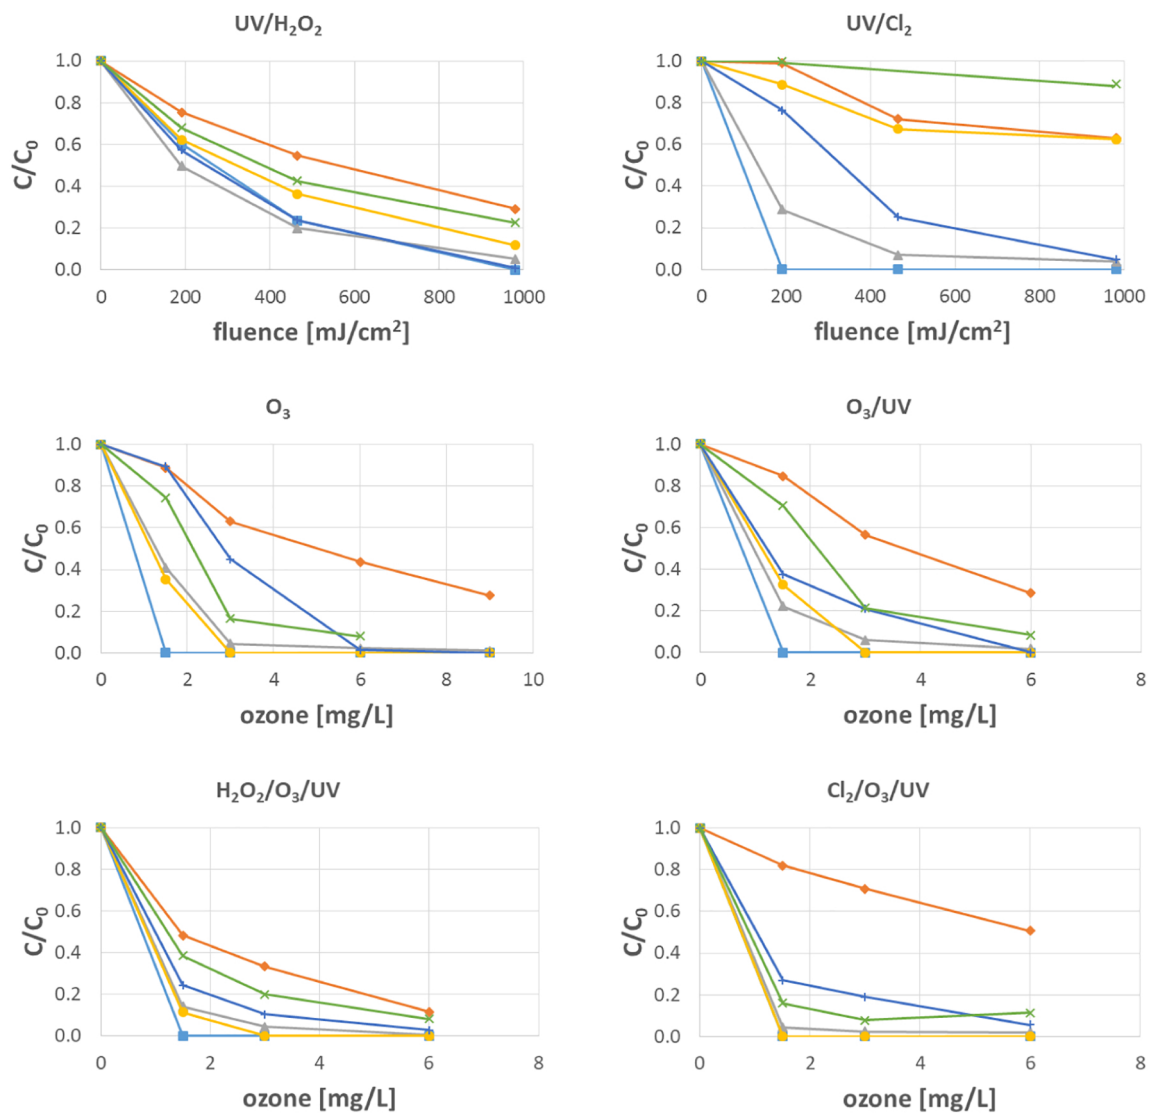 UV/H₂O₂
C/C₀
1.0
0.8
0.6
0.4
0.2
0.0
0 200 400 600 800 1000
fluence [mJ/cm²]
UV/Cl₂
C/C₀
1.0
0.8
0.6
0.4
0.2
0.0
0 200 400 600 800 1000
fluence [mJ/cm²]
O₃
C/C₀
1.0
0.8
0.6
0.4
0.2
0.0
0 2 4 6 8 10
ozone [mg/L]
O₃/UV
C/C₀
1.0
0.8
0.6
0.4
0.2
0.0
0 2 4 6 8
ozone [mg/L]
H₂O₂/O₃/UV
C/C₀
1.0
0.8
0.6
0.4
0.2
0.0
0 2 4 6 8
ozone [mg/L]
Cl₂/O₃/UV
C/C₀
1.0
0.8
0.6
0.4
0.2
0.0
0 2 4 6 8
ozone [mg/L]